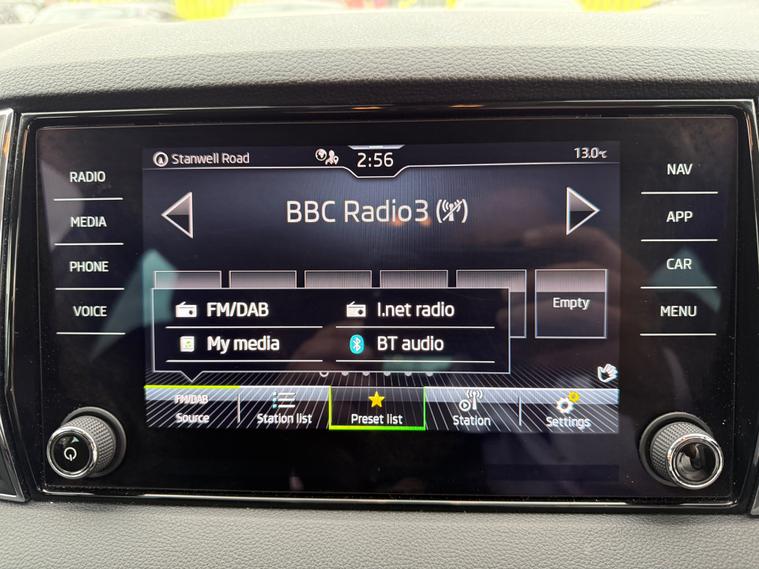 Stanwell Road
2:56
13.0°C
RADIO
MEDIA
PHONE
VOICE
NAV
APP
CAR
MENU
BBC Radio3
Empty
FM/DAB
I.net radio
My media
BT audio
FM/DAB
Source
Station list
Preset list
Station
Settings